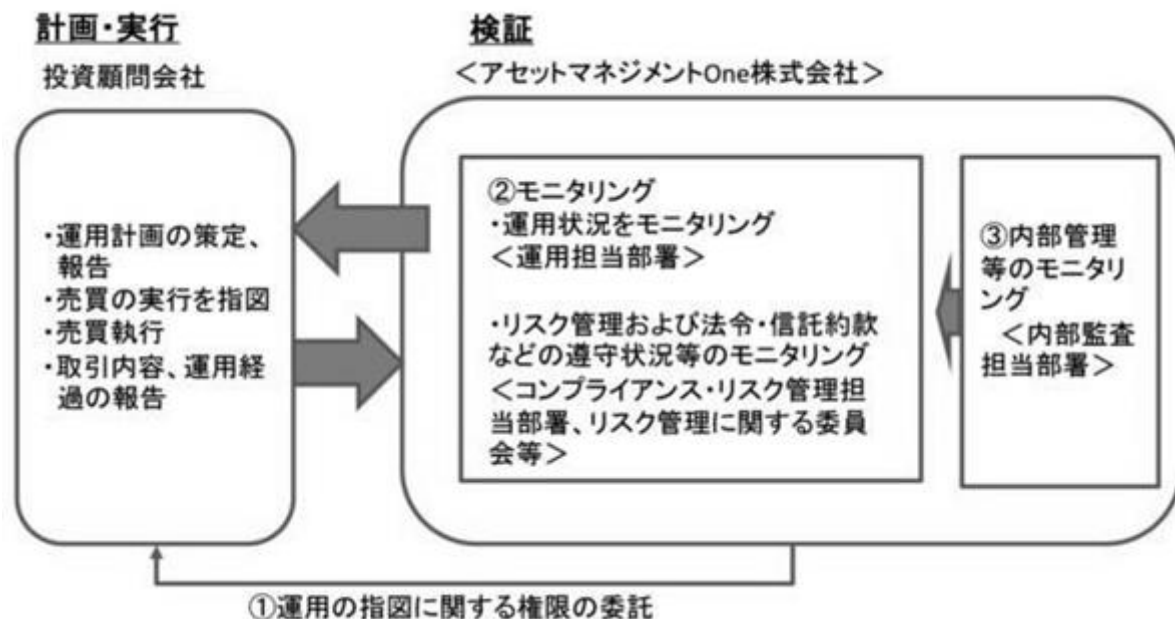 計画・実行
投資顧問会社
・運用計画の策定、
報告
・売買の実行を指図
・売買執行
・取引内容、運用経
過の報告
検証
＜アセットマネジメントOne株式会社＞
②モニタリング
・運用状況をモニタリング
＜運用担当部署＞
・リスク管理および法令・信託約款
などの遵守状況等のモニタリング
＜コンプライアンス・リスク管理担
当部署、リスク管理に関する委員
会等＞
③内部管理
等のモニタリ
ング
＜内部監査
担当部署＞
①運用の指図に関する権限の委託